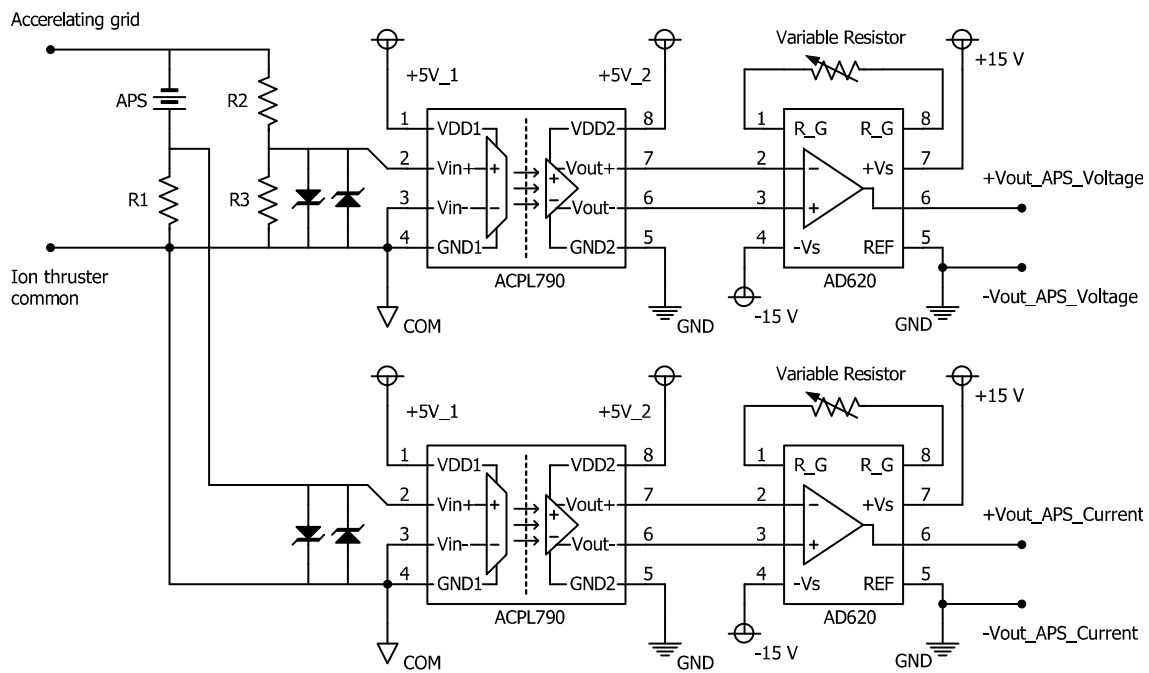 Accerelating grid
APS
R2
R1
R3
Ion thruster
common
+5V_1
+5V_2
1
VDD1
VDD2
8
2
Vin+
+
+
Vout+
7
3
Vin-
−
−
Vout-
6
4
GND1
GND2
5
ACPL790
COM
GND
Variable Resistor
+15 V
1
R_G
R_G
8
2
−
+Vs
7
3
+
6
4
-Vs
REF
5
AD620
-15 V
GND
+Vout_APS_Voltage
-Vout_APS_Voltage
+5V_1
+5V_2
1
VDD1
VDD2
8
2
Vin+
+
+
Vout+
7
3
Vin-
−
−
Vout-
6
4
GND1
GND2
5
ACPL790
COM
GND
Variable Resistor
+15 V
1
R_G
R_G
8
2
−
+Vs
7
3
+
6
4
-Vs
REF
5
AD620
-15 V
GND
+Vout_APS_Current
-Vout_APS_Current